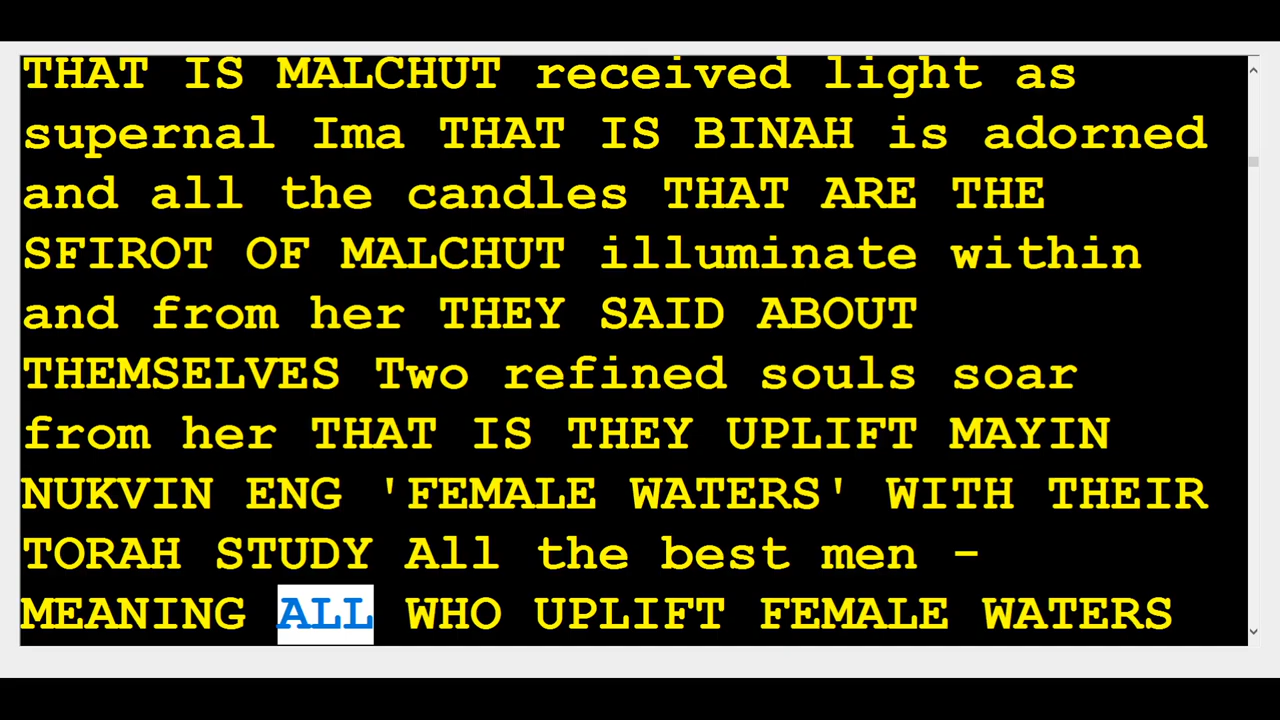 THAT IS MALCHUT received light as
supernal Ima THAT IS BINAH is adorned
and all the candles THAT ARE THE
SFIROT OF MALCHUT illuminate within
and from her THEY SAID ABOUT
THEMSELVES Two refined souls soar
from her THAT IS THEY UPLIFT MAYIN
NUKVIN ENG 'FEMALE WATERS' WITH THEIR
TORAH STUDY All the best men -
MEANING ALL WHO UPLIFT FEMALE WATERS